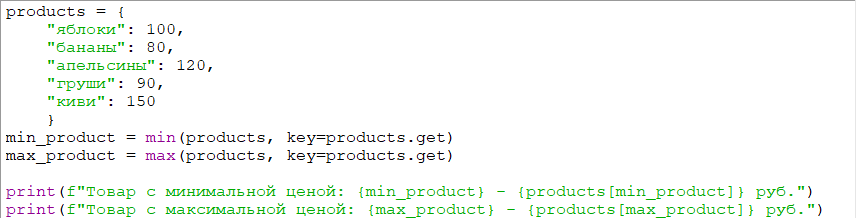 products = {
    "яблоки": 100,
    "бананы": 80,
    "апельсины": 120,
    "груши": 90,
    "киви": 150
    }
min_product = min(products, key=products.get)
max_product = max(products, key=products.get)

print(f"Товар с минимальной ценой: {min_product} - {products[min_product]} руб.")
print(f"Товар с максимальной ценой: {max_product} - {products[max_product]} руб.")